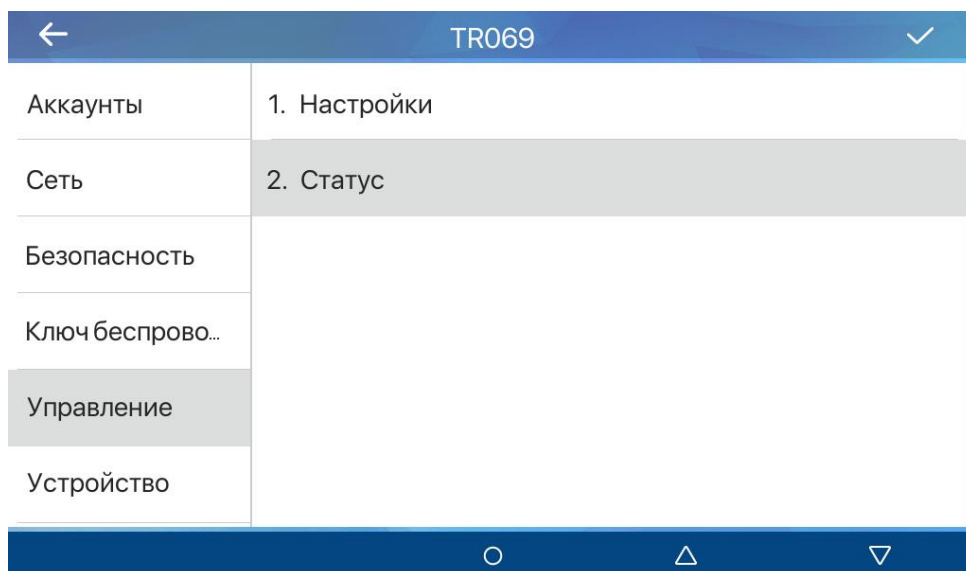 TR069
Аккаунты
Сеть
Безопасность
Ключ беспрово...
Управление
Устройство
1. Настройки
2. Статус